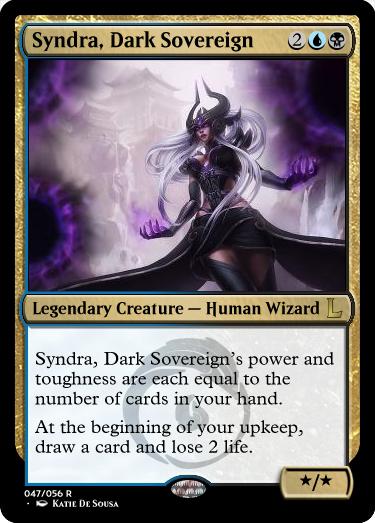 Syndra, Dark Sovereign 2
Legendary Creature — Human Wizard L
Syndra, Dark Sovereign's power and
toughness are each equal to the
number of cards in your hand.
At the beginning of your upkeep,
draw a card and lose 2 life.
★/★
047/056 R
· Katie De Sousa